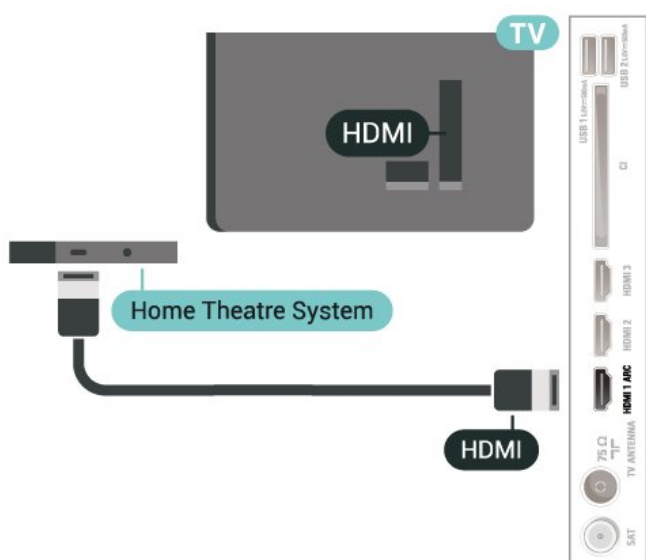 TV
HDMI
Home Theatre System
HDMI
USB 2
USB 1
CI
HDMI 3
HDMI 2
HDMI 1 ARC
75 Ω
TV ANTENNA
SAT